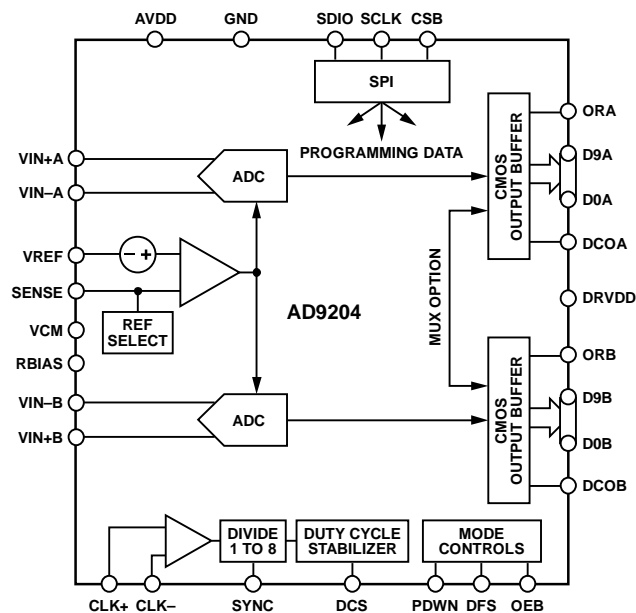 AVDD
GND
SDIO
SCLK
CSB
SPI
PROGRAMMING DATA
ORA
D9A
D0A
DCOA
CMOS
OUTPUT BUFFER
VIN+A
VIN–A
ADC
VREF
– +
SENSE
REF
SELECT
AD9204
MUX OPTION
DRVDD
VCM
RBIAS
VIN–B
VIN+B
ADC
CMOS
OUTPUT BUFFER
ORB
D9B
D0B
DCOB
DIVIDE
1 TO 8
DUTY CYCLE
STABILIZER
MODE
CONTROLS
CLK+
CLK–
SYNC
DCS
PDWN
DFS
OEB